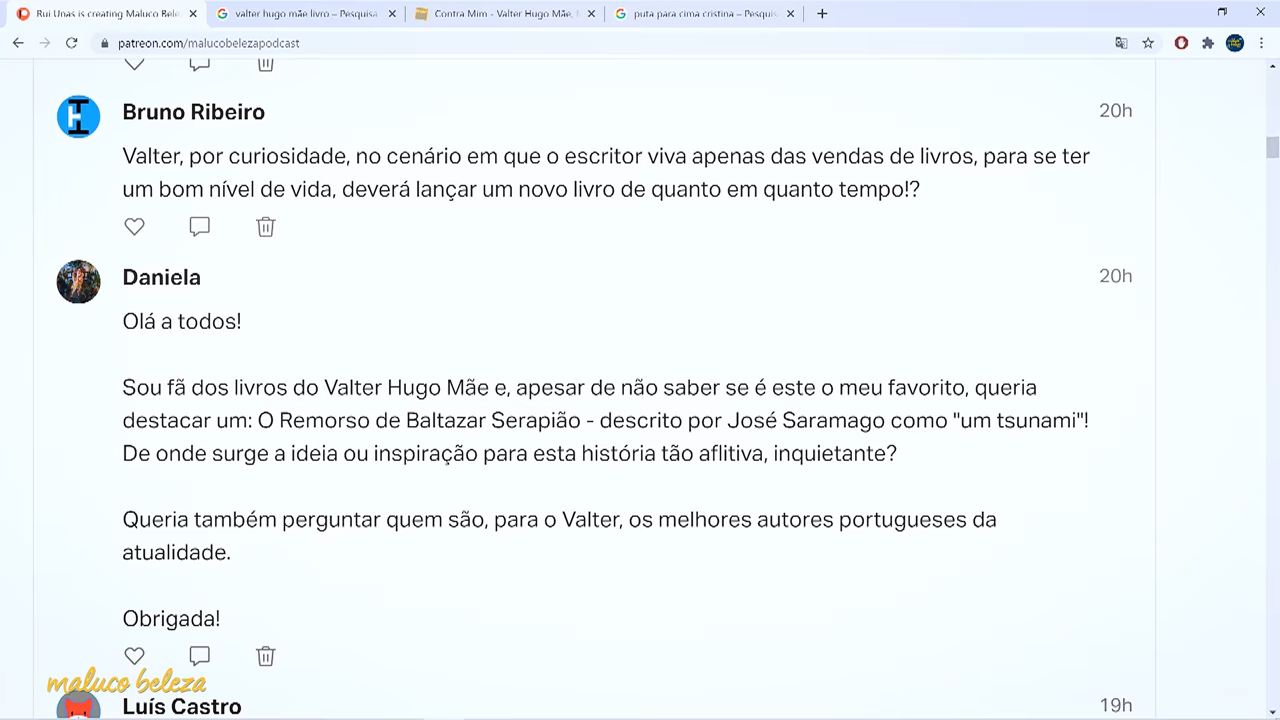 Rui Unas is creating Maluco Bele
valter hugo mãe livro – Pesquisa
Contra Mim - Valter Hugo Mãe,
puta para cima cristina – Pesquis
patreon.com/malucobelezapodcast
Bruno Ribeiro
20h
Valter, por curiosidade, no cenário em que o escritor viva apenas das vendas de livros, para se ter
um bom nível de vida, deverá lançar um novo livro de quanto em quanto tempo!?
Daniela
20h
Olá a todos!
Sou fã dos livros do Valter Hugo Mãe e, apesar de não saber se é este o meu favorito, queria
destacar um: O Remorso de Baltazar Serapião - descrito por José Saramago como "um tsunami"!
De onde surge a ideia ou inspiração para esta história tão aflitiva, inquietante?
Queria também perguntar quem são, para o Valter, os melhores autores portugueses da
atualidade.
Obrigada!
maluco beleza
Luís Castro
19h